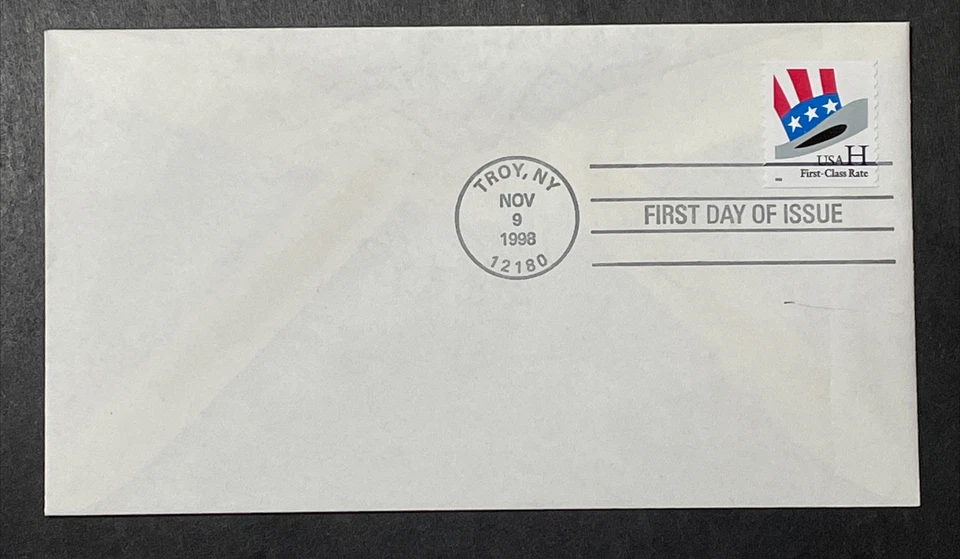 USA H
First-Class Rate
TROY, NY
NOV
9
1998
12180
FIRST DAY OF ISSUE